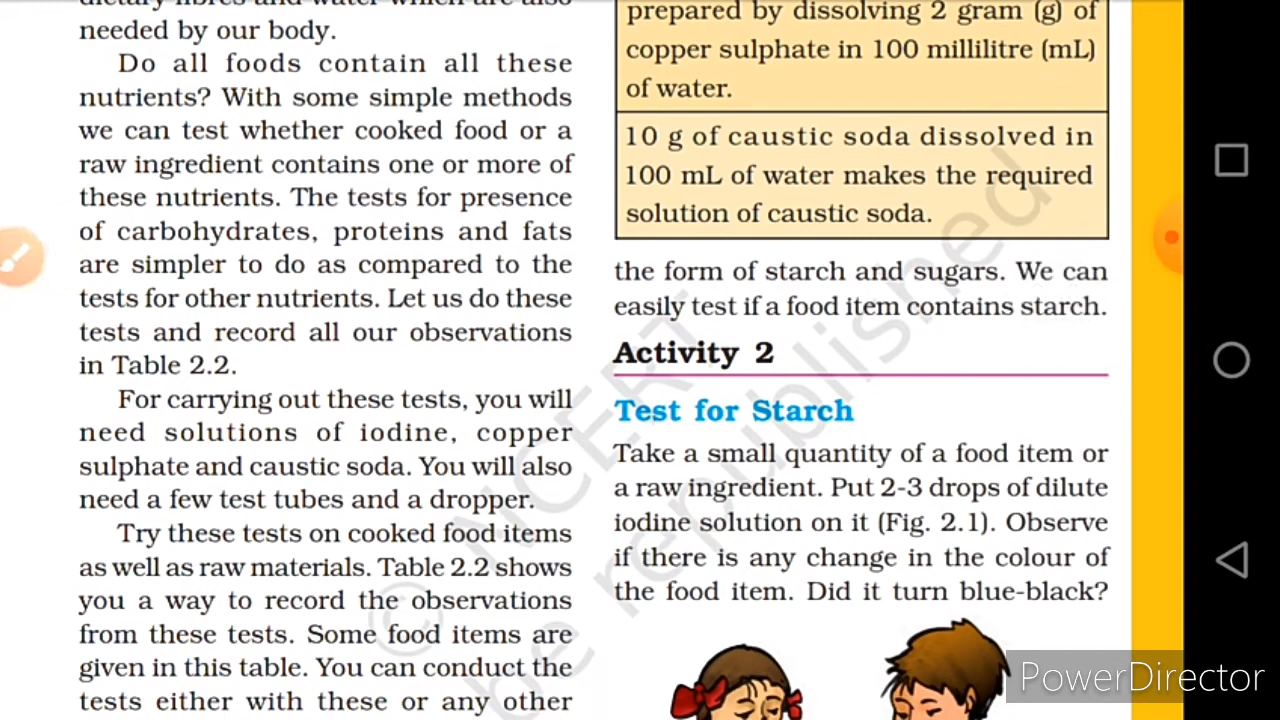 dietary fibres and water which are also
needed by our body.
Do all foods contain all these
nutrients? With some simple methods
we can test whether cooked food or a
raw ingredient contains one or more of
these nutrients. The tests for presence
of carbohydrates, proteins and fats
are simpler to do as compared to the
tests for other nutrients. Let us do these
tests and record all our observations
in Table 2.2.
For carrying out these tests, you will
need solutions of iodine, copper
sulphate and caustic soda. You will also
need a few test tubes and a dropper.
Try these tests on cooked food items
as well as raw materials. Table 2.2 shows
you a way to record the observations
from these tests. Some food items are
given in this table. You can conduct the
tests either with these or any other
prepared by dissolving 2 gram (g) of
copper sulphate in 100 millilitre (mL)
of water.
10 g of caustic soda dissolved in
100 mL of water makes the required
solution of caustic soda.
the form of starch and sugars. We can
easily test if a food item contains starch.
Activity 2
Test for Starch
Take a small quantity of a food item or
a raw ingredient. Put 2-3 drops of dilute
iodine solution on it (Fig. 2.1). Observe
if there is any change in the colour of
the food item. Did it turn blue-black?
© NCERT
be republished
PowerDirector